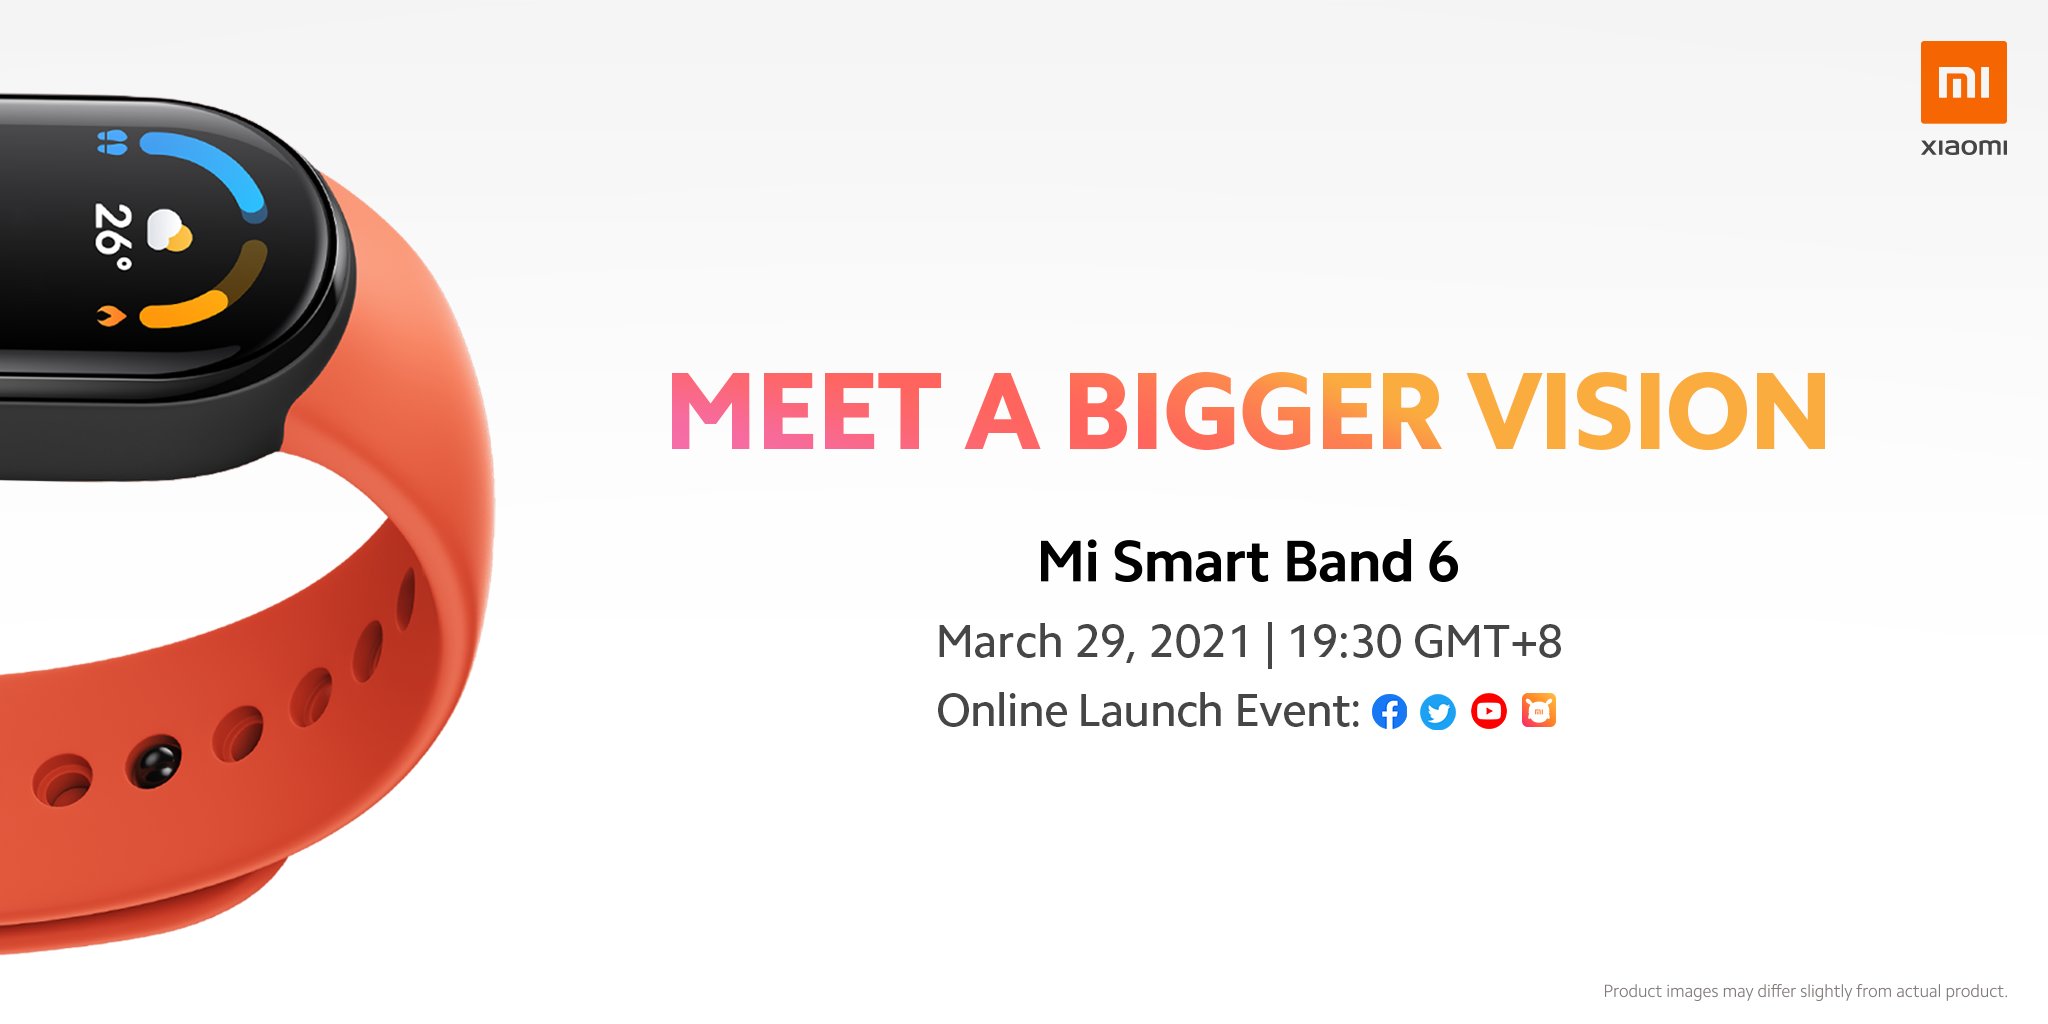 mi
xiaomi
26°
MEET A BIGGER VISION
Mi Smart Band 6
March 29, 2021 | 19:30 GMT+8
Online Launch Event:
Product images may differ slightly from actual product.